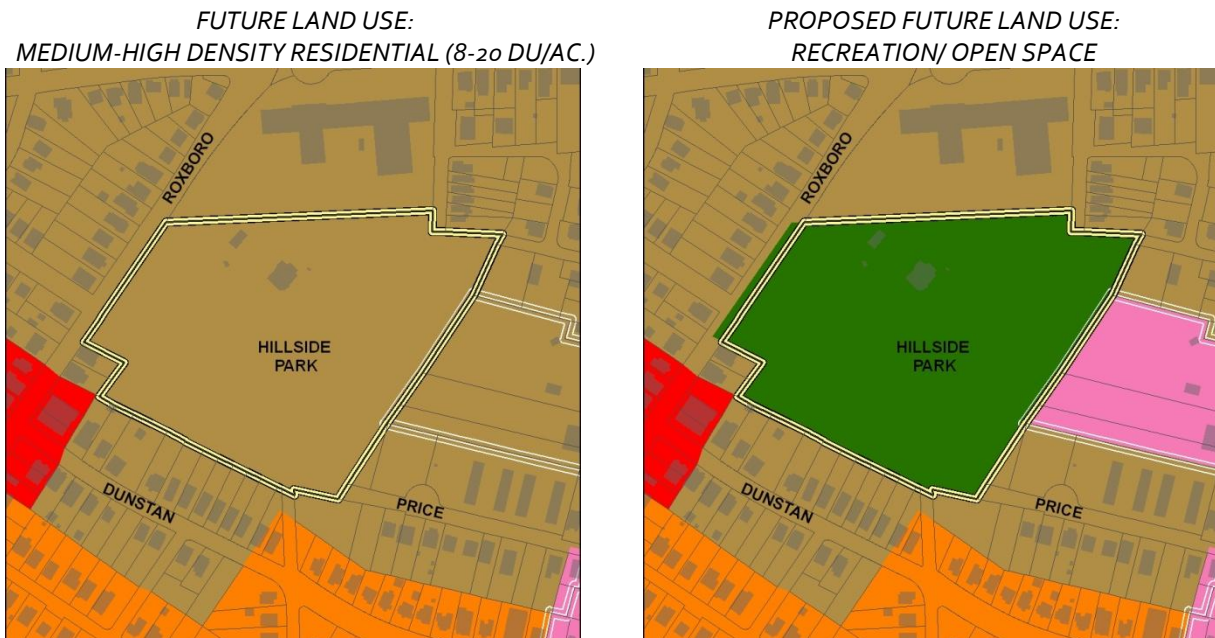 FUTURE LAND USE:
MEDIUM-HIGH DENSITY RESIDENTIAL (8-20 DU/AC.)
ROXBORO
HILLSIDE
PARK
DUNSTAN
PRICE
PROPOSED FUTURE LAND USE:
RECREATION/ OPEN SPACE
ROXBORO
HILLSIDE
PARK
DUNSTAN
PRICE